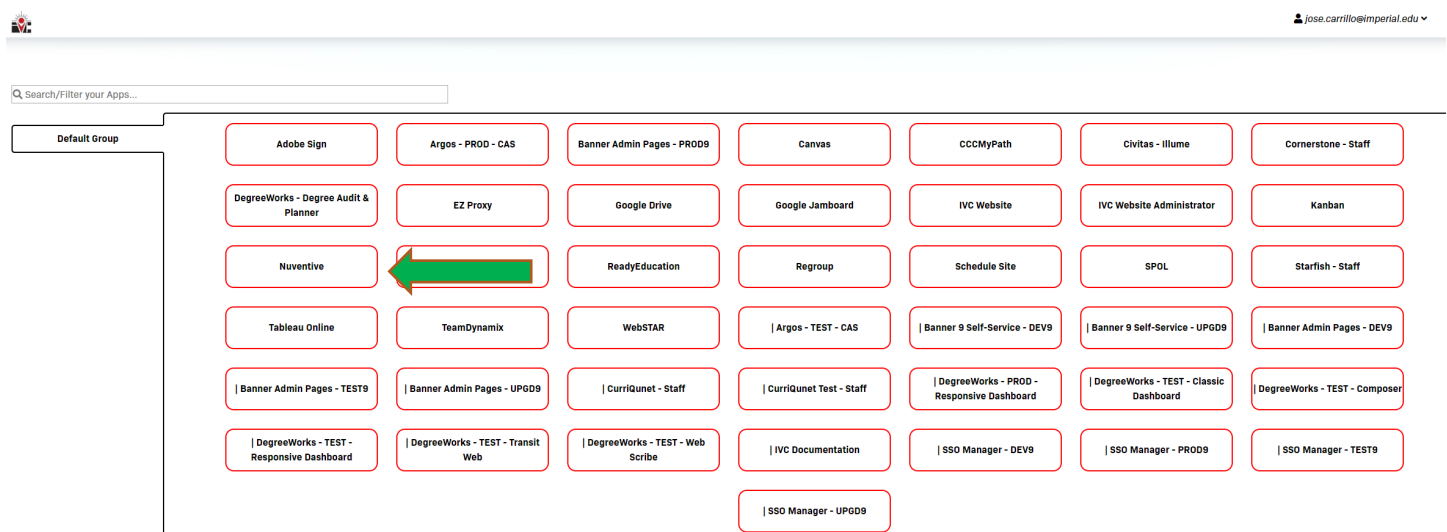 jose.carrillo@imperial.edu
Search/Filter your Apps...
Default Group
Adobe Sign
Argos - PROD - CAS
Banner Admin Pages - PROD9
Canvas
CCCMyPath
Civitas - Illume
Cornerstone - Staff
DegreeWorks - Degree Audit &
Planner
EZ Proxy
Google Drive
Google Jamboard
IVC Website
IVC Website Administrator
Kanban
Nuventive
ReadyEducation
Regroup
Schedule Site
SPOL
Starfish - Staff
Tableau Online
TeamDynamix
WebSTAR
| Argos - TEST - CAS
| Banner 9 Self-Service - DEV9
| Banner 9 Self-Service - UPGD9
| Banner Admin Pages - DEV9
| Banner Admin Pages - TEST9
| Banner Admin Pages - UPGD9
| CurriQunet - Staff
| CurriQunet Test - Staff
| DegreeWorks - PROD -
Responsive Dashboard
| DegreeWorks - TEST - Classic
Dashboard
| DegreeWorks - TEST - Composer
| DegreeWorks - TEST -
Responsive Dashboard
| DegreeWorks - TEST - Transit
Web
| DegreeWorks - TEST - Web
Scribe
| IVC Documentation
| SSO Manager - DEV9
| SSO Manager - PROD9
| SSO Manager - TEST9
| SSO Manager - UPGD9